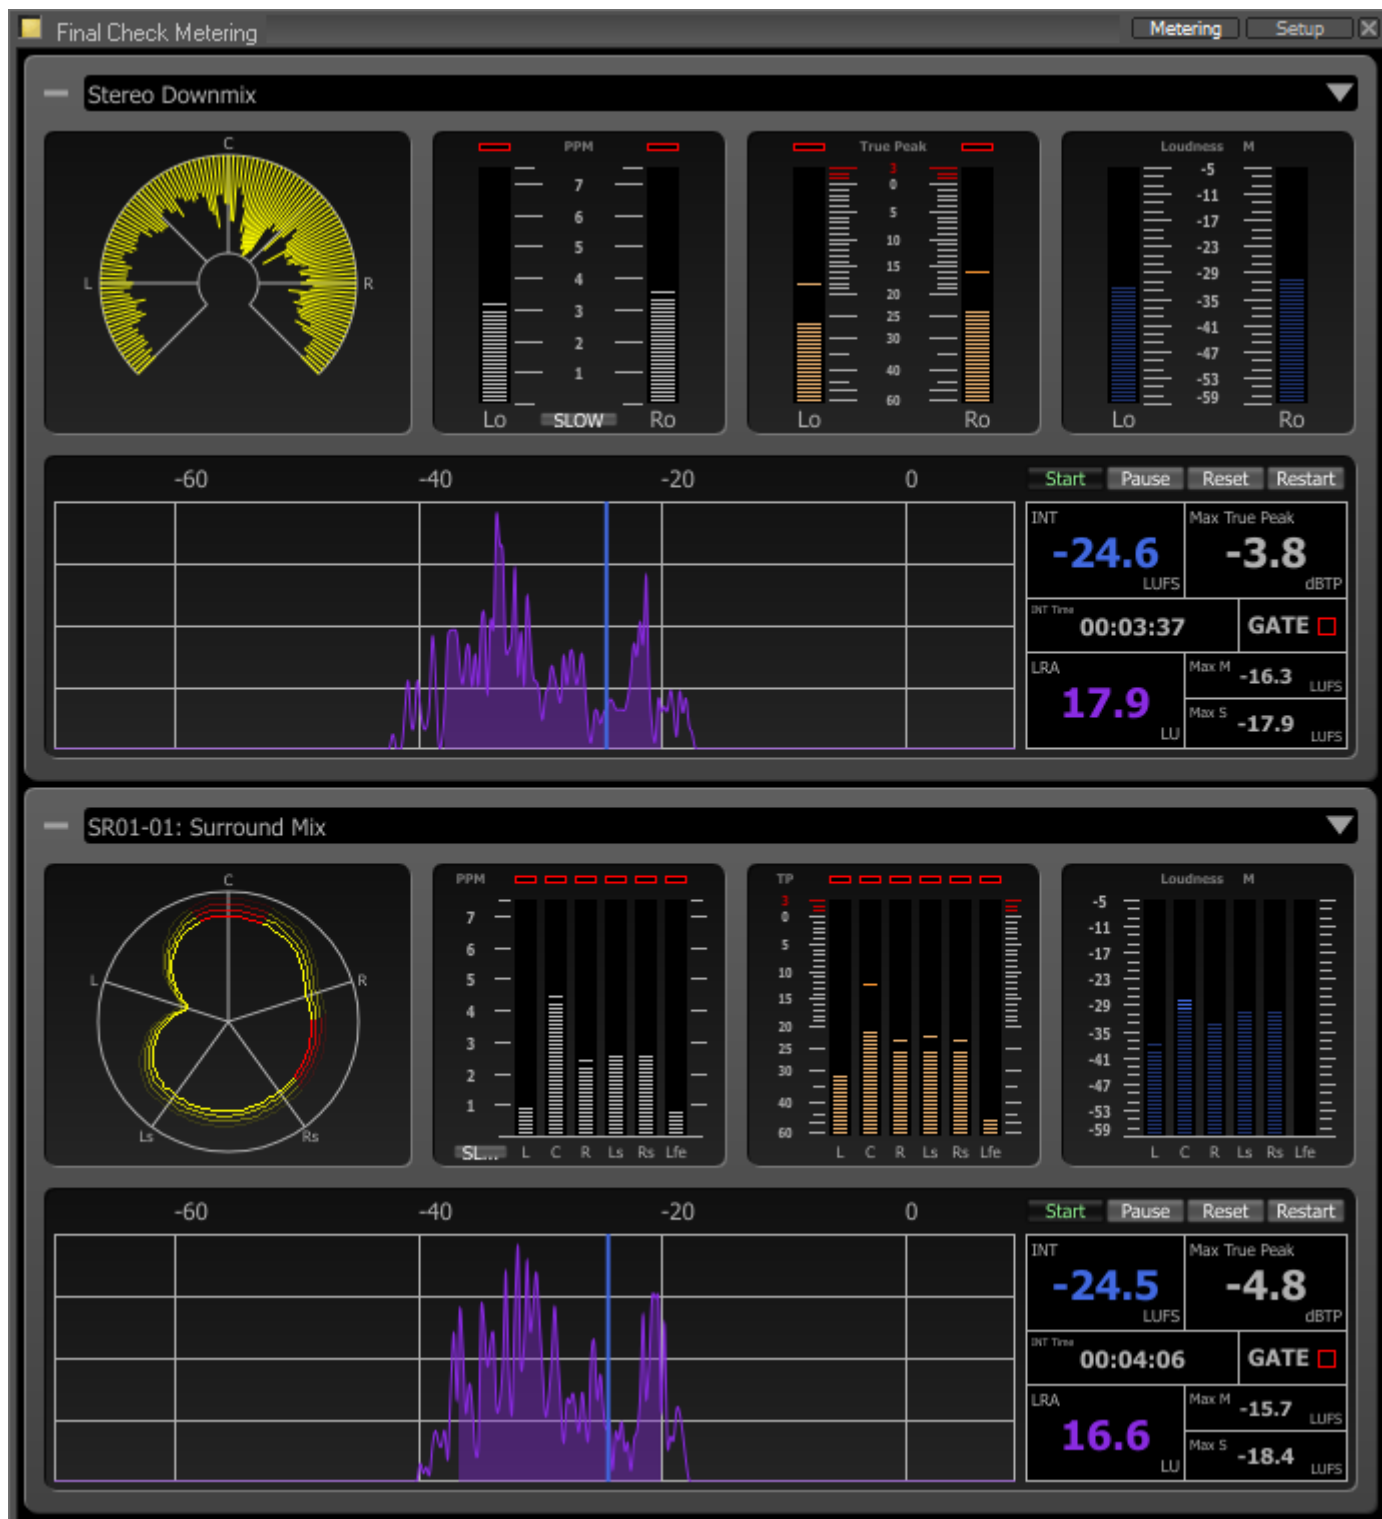 Final Check Metering Metering Setup
Stereo Downmix
C
L R
PPM
7
6
5
4
3
2
1
Lo SLOW Ro
True Peak
3
0
5
10
15
20
25
30
40
60
Lo Ro
Loudness M
-5
-11
-17
-23
-29
-35
-41
-47
-53
-59
Lo Ro
-60 -40 -20 0
Start Pause Reset Restart
INT
-24.6
LUFS
Max True Peak
-3.8
dBTP
INT Time
00:03:37
GATE
LRA
17.9
LU
Max M -16.3 LUFS
Max S -17.9 LUFS
SR01-01: Surround Mix
C
L R
Ls Rs
PPM
7
6
5
4
3
2
1
SL... L C R Ls Rs Lfe
TP
3
0
5
10
15
20
25
30
40
60
L C R Ls Rs Lfe
Loudness M
-5
-11
-17
-23
-29
-35
-41
-47
-53
-59
L C R Ls Rs Lfe
-60 -40 -20 0
Start Pause Reset Restart
INT
-24.5
LUFS
Max True Peak
-4.8
dBTP
INT Time
00:04:06
GATE
LRA
16.6
LU
Max M -15.7 LUFS
Max S -18.4 LUFS